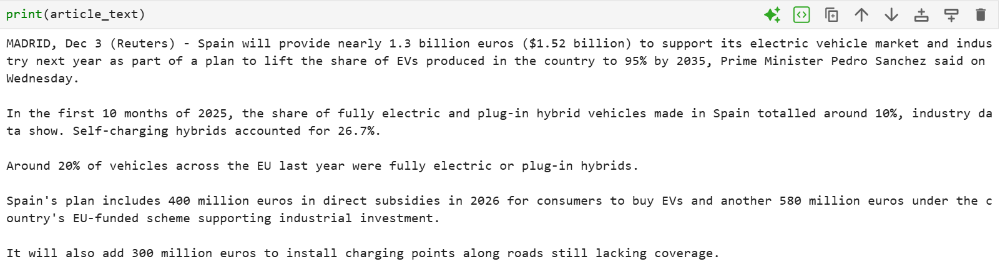 print(article_text)
MADRID, Dec 3 (Reuters) - Spain will provide nearly 1.3 billion euros ($1.52 billion) to support its electric vehicle market and indus
try next year as part of a plan to lift the share of EVs produced in the country to 95% by 2035, Prime Minister Pedro Sanchez said on
Wednesday.
In the first 10 months of 2025, the share of fully electric and plug-in hybrid vehicles made in Spain totalled around 10%, industry da
ta show. Self-charging hybrids accounted for 26.7%.
Around 20% of vehicles across the EU last year were fully electric or plug-in hybrids.
Spain's plan includes 400 million euros in direct subsidies in 2026 for consumers to buy EVs and another 580 million euros under the c
ountry's EU-funded scheme supporting industrial investment.
It will also add 300 million euros to install charging points along roads still lacking coverage.